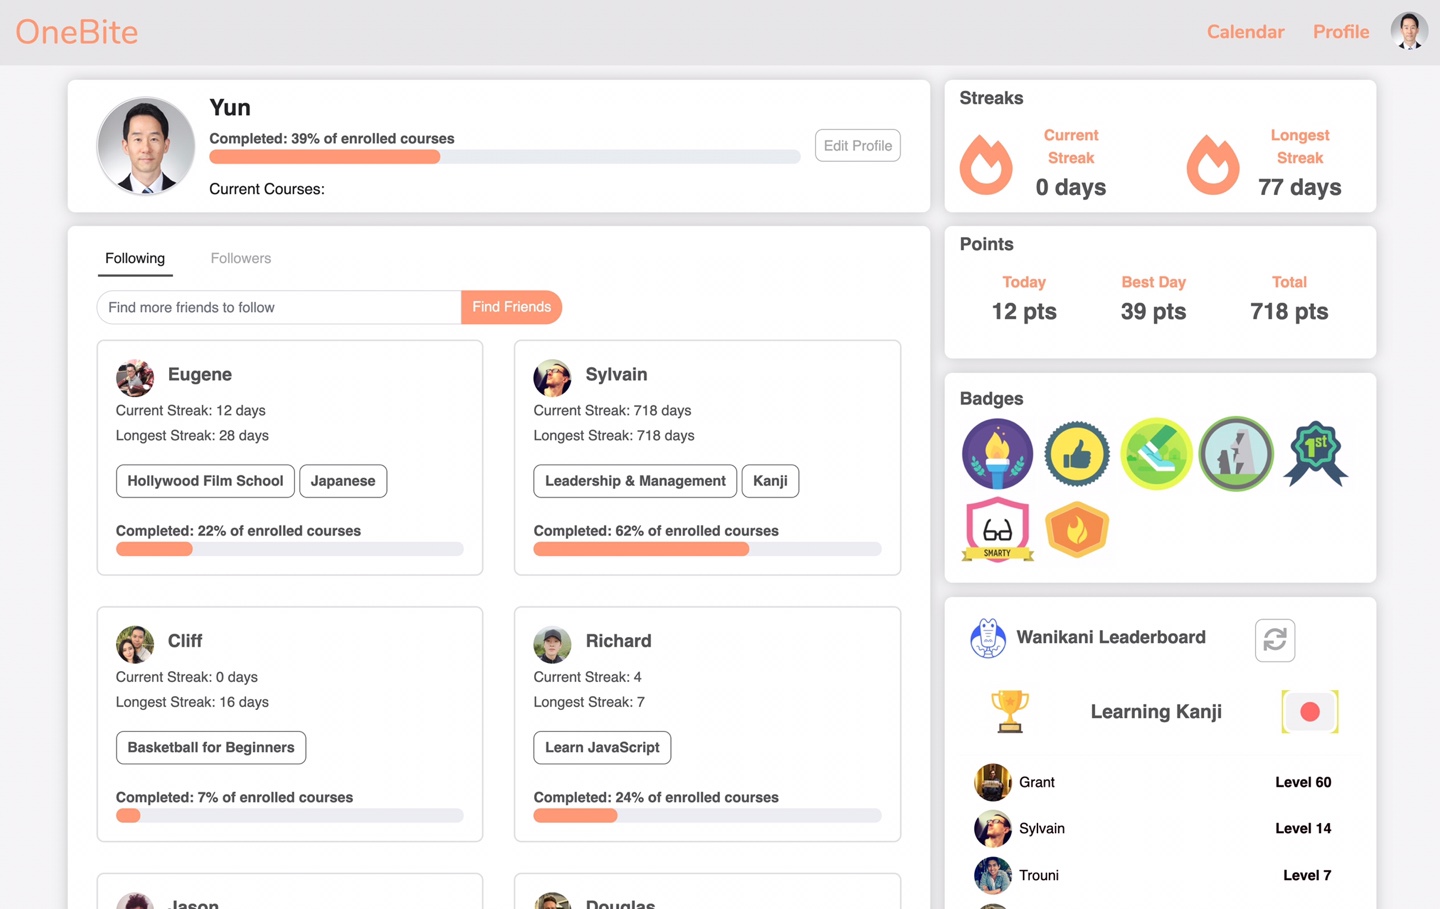 OneBite
Calendar
Profile
Yun
Completed: 39% of enrolled courses
Edit Profile
Current Courses:
Following
Followers
Find more friends to follow
Find Friends
Eugene
Current Streak: 12 days
Longest Streak: 28 days
Hollywood Film School
Japanese
Completed: 22% of enrolled courses
Sylvain
Current Streak: 718 days
Longest Streak: 718 days
Leadership & Management
Kanji
Completed: 62% of enrolled courses
Cliff
Current Streak: 0 days
Longest Streak: 16 days
Basketball for Beginners
Completed: 7% of enrolled courses
Richard
Current Streak: 4
Longest Streak: 7
Learn JavaScript
Completed: 24% of enrolled courses
Jason
Douglas
Streaks
Current
Streak
0 days
Longest
Streak
77 days
Points
Today
12 pts
Best Day
39 pts
Total
718 pts
Badges
1st
SMARTY
Wanikani Leaderboard
Learning Kanji
Grant
Level 60
Sylvain
Level 14
Trouni
Level 7